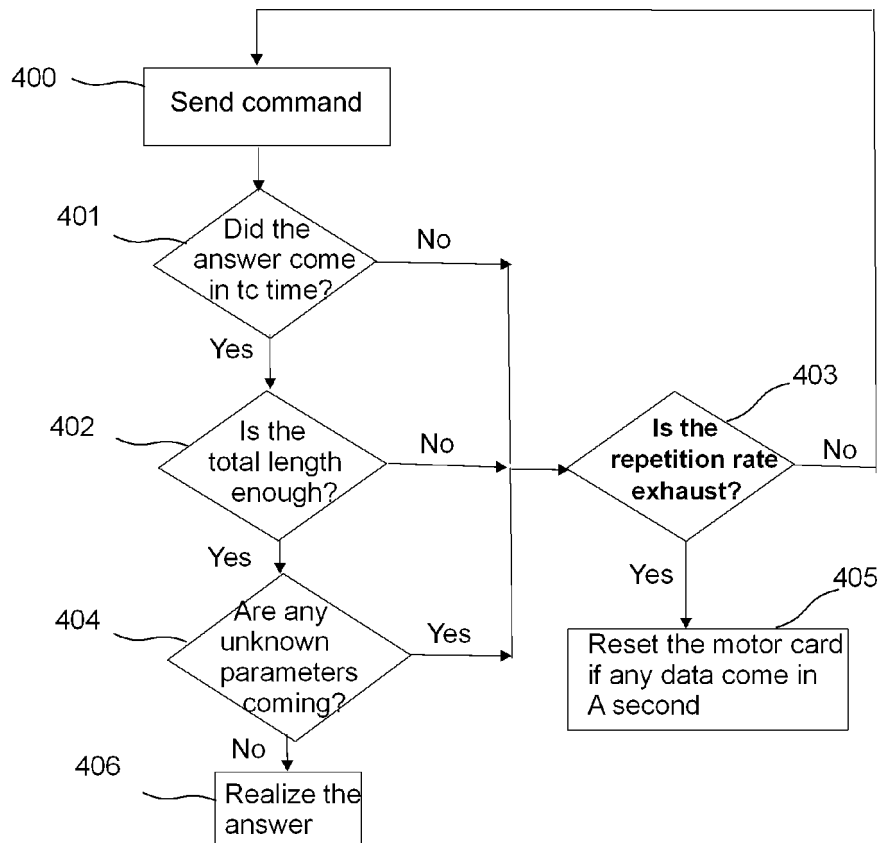 400
Send command
401
Did the
answer come
in tc time?
No
Yes
402
Is the
total length
enough?
No
403
Is the
repetition rate
exhaust?
No
Yes
404
Are any
unknown
parameters
coming?
Yes
Yes
405
Reset the motor card
if any data come in
A second
No
406
Realize the
answer